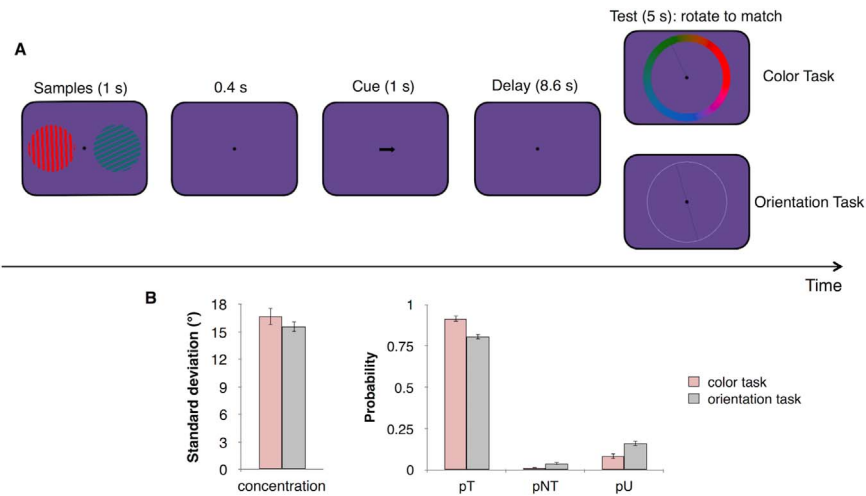 Test (5 s): rotate to match
A
Samples (1 s)
0.4 s
Cue (1 s)
Delay (8.6 s)
Color Task
Orientation Task
Time
B
Standard deviation (°)
18
15
12
9
6
3
0
concentration
Probability
1
0.75
0.5
0.25
0
pT
pNT
pU
color task
orientation task